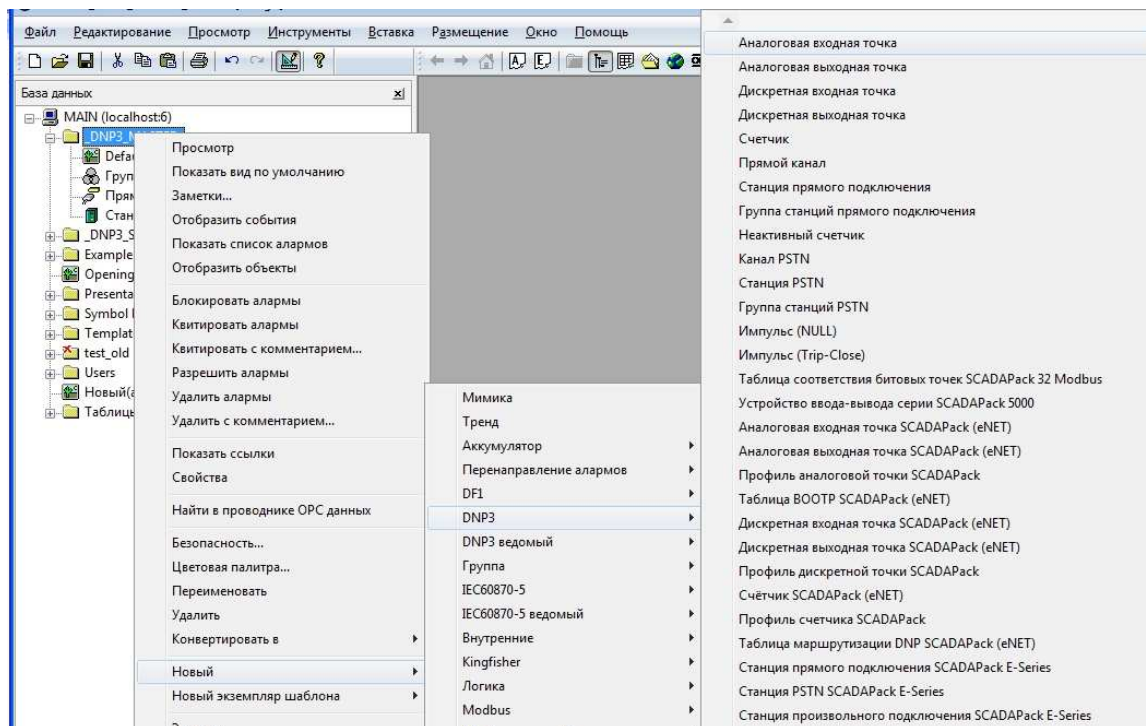 Файл Редактирование Просмотр Инструменты Вставка Размещение Окно Помощь
База данных
MAIN (localhost:6)
Defau
Груп
Прям
Стан
_DNP3_S
Example
Opening
Presenta
Symbol
Templat
test_old
Users
Новый(а
Таблицы
Просмотр
Показать вид по умолчанию
Заметки...
Отобразить события
Показать список алармов
Отобразить объекты
Блокировать алармы
Квитировать алармы
Квитировать с комментарием...
Разрешить алармы
Удалить алармы
Удалить с комментарием...
Показать ссылки
Свойства
Найти в проводнике OPC данных
Безопасность...
Цветовая палитра...
Переименовать
Удалить
Конвертировать в
Новый
Новый экземпляр шаблона
Мимика
Тренд
Аккумулятор
Перенаправление алармов
DF1
DNP3
DNP3 ведомый
Группа
IEC60870-5
IEC60870-5 ведомый
Внутренние
Kingfisher
Логика
Modbus
Аналоговая входная точка
Аналоговая выходная точка
Дискретная входная точка
Дискретная выходная точка
Счетчик
Прямой канал
Станция прямого подключения
Группа станций прямого подключения
Неактивный счетчик
Канал PSTN
Станция PSTN
Группа станций PSTN
Импульс (NULL)
Импульс (Trip-Close)
Таблица соответствия битовых точек SCADAPack 32 Modbus
Устройство ввода-вывода серии SCADAPack 5000
Аналоговая входная точка SCADAPack (eNET)
Аналоговая выходная точка SCADAPack (eNET)
Профиль аналоговой точки SCADAPack
Таблица BOOTP SCADAPack (eNET)
Дискретная входная точка SCADAPack (eNET)
Дискретная выходная точка SCADAPack (eNET)
Профиль дискретной точки SCADAPack
Счётчик SCADAPack (eNET)
Профиль счетчика SCADAPack
Таблица маршрутизации DNP SCADAPack (eNET)
Станция прямого подключения SCADAPack E-Series
Станция PSTN SCADAPack E-Series
Станция произвольного подключения SCADAPack E-Series